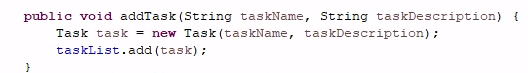 public void addTask(String taskName, String taskDescription) {
    Task task = new Task(taskName, taskDescription);
    taskList.add(task);
}